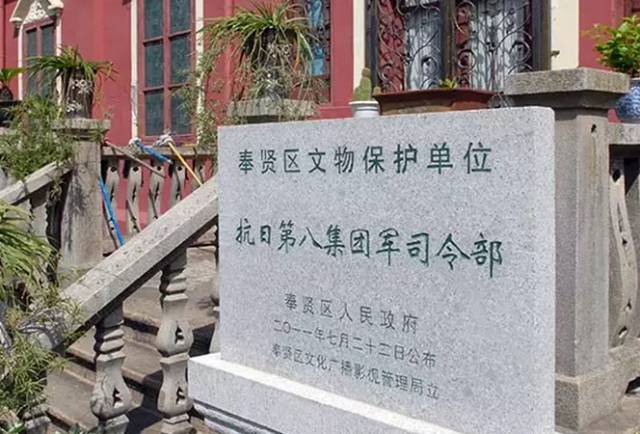 奉贤区文物保护单位
抗日第八集团军司令部
奉贤区人民政府
二〇一一年七月二十二日公布
奉贤区文化广播影视管理局立